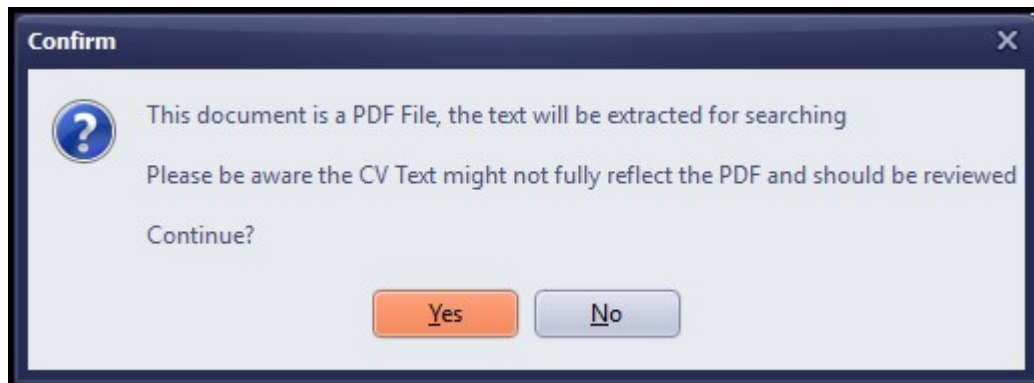 Confirm
This document is a PDF File, the text will be extracted for searching
Please be aware the CV Text might not fully reflect the PDF and should be reviewed
Continue?
Yes No